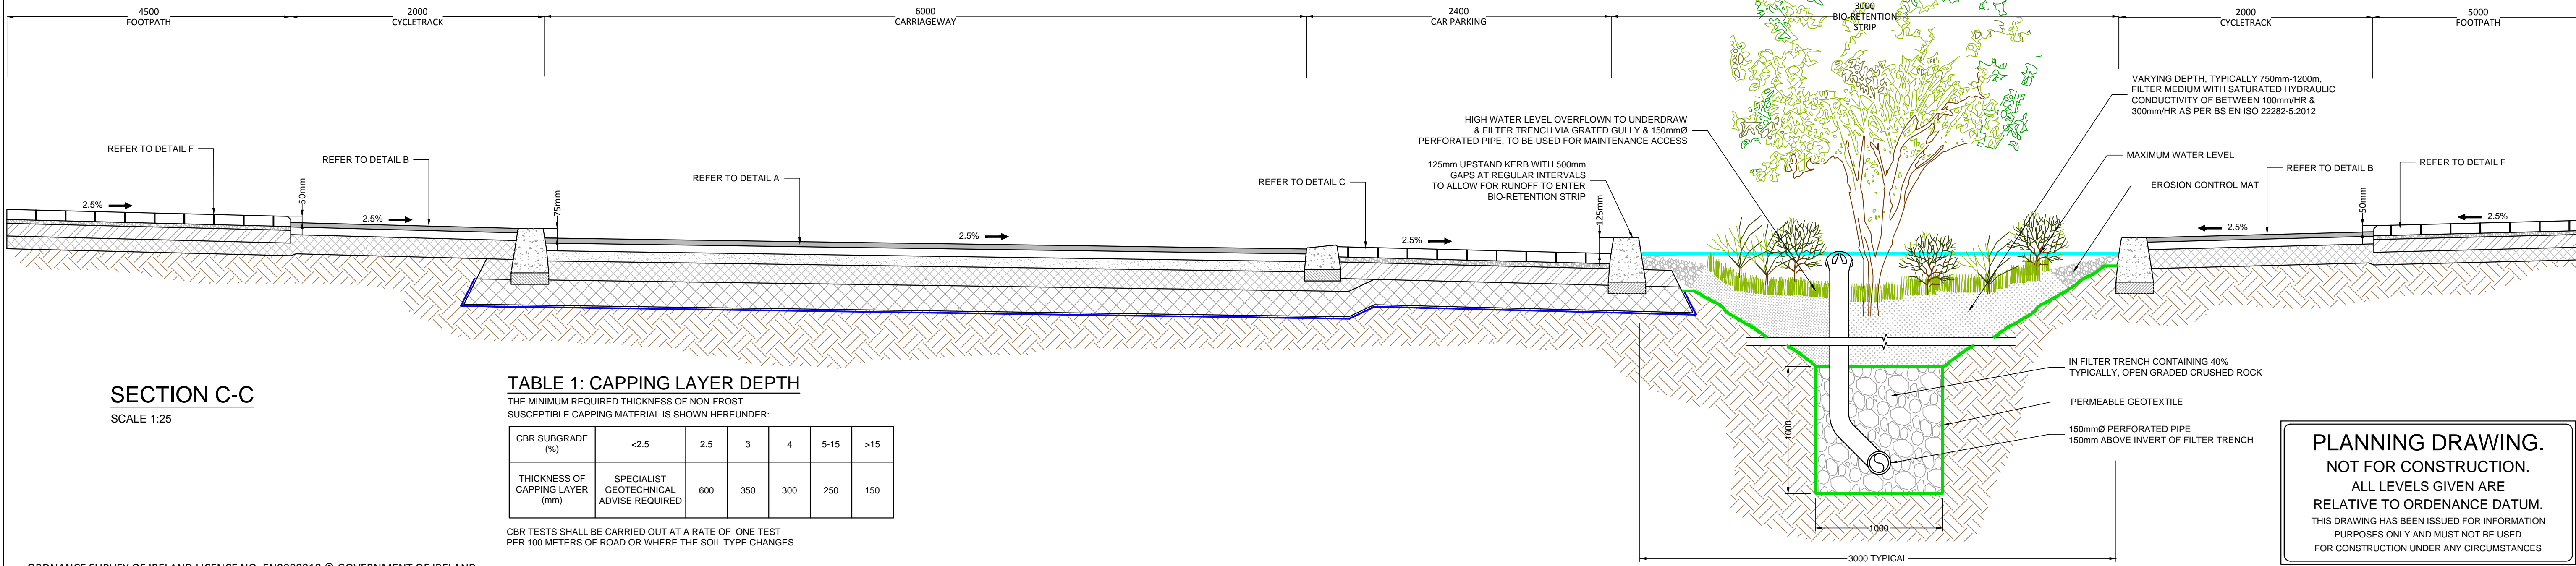 4500
FOOTPATH
2000
CYCLETRACK
6000
CARRIAGEWAY
2400
CAR PARKING
3000
BIO-RETENTION
STRIP
2000
CYCLETRACK
5000
FOOTPATH
REFER TO DETAIL F
REFER TO DETAIL B
REFER TO DETAIL A
REFER TO DETAIL C
2.5%
50mm
2.5%
75mm
2.5%
2.5%
125mm
HIGH WATER LEVEL OVERFLOWN TO UNDERDRAW
& FILTER TRENCH VIA GRATED GULLY & 150mmØ
PERFORATED PIPE, TO BE USED FOR MAINTENANCE ACCESS
125mm UPSTAND KERB WITH 500mm
GAPS AT REGULAR INTERVALS
TO ALLOW FOR RUNOFF TO ENTER
BIO-RETENTION STRIP
VARYING DEPTH, TYPICALLY 750mm-1200m,
FILTER MEDIUM WITH SATURATED HYDRAULIC
CONDUCTIVITY OF BETWEEN 100mm/HR &
300mm/HR AS PER BS EN ISO 22282-5:2012
MAXIMUM WATER LEVEL
EROSION CONTROL MAT
REFER TO DETAIL B
REFER TO DETAIL F
2.5%
50mm
2.5%
IN FILTER TRENCH CONTAINING 40%
TYPICALLY, OPEN GRADED CRUSHED ROCK
PERMEABLE GEOTEXTILE
150mmØ PERFORATED PIPE
150mm ABOVE INVERT OF FILTER TRENCH
1000
1000
3000 TYPICAL
SECTION C-C
SCALE 1:25
TABLE 1: CAPPING LAYER DEPTH
THE MINIMUM REQUIRED THICKNESS OF NON-FROST
SUSCEPTIBLE CAPPING MATERIAL IS SHOWN HEREUNDER:
CBR SUBGRADE
(%)
<2.5
2.5
3
4
5-15
>15
THICKNESS OF
CAPPING LAYER
(mm)
SPECIALIST
GEOTECHNICAL
ADVISE REQUIRED
600
350
300
250
150
CBR TESTS SHALL BE CARRIED OUT AT A RATE OF ONE TEST
PER 100 METERS OF ROAD OR WHERE THE SOIL TYPE CHANGES
PLANNING DRAWING.
NOT FOR CONSTRUCTION.
ALL LEVELS GIVEN ARE
RELATIVE TO ORDENANCE DATUM.
THIS DRAWING HAS BEEN ISSUED FOR INFORMATION
PURPOSES ONLY AND MUST NOT BE USED
FOR CONSTRUCTION UNDER ANY CIRCUMSTANCES
ORDNANCE SURVEY OF IRELAND LICENCE NO. © GOVERNMENT OF IRELAND